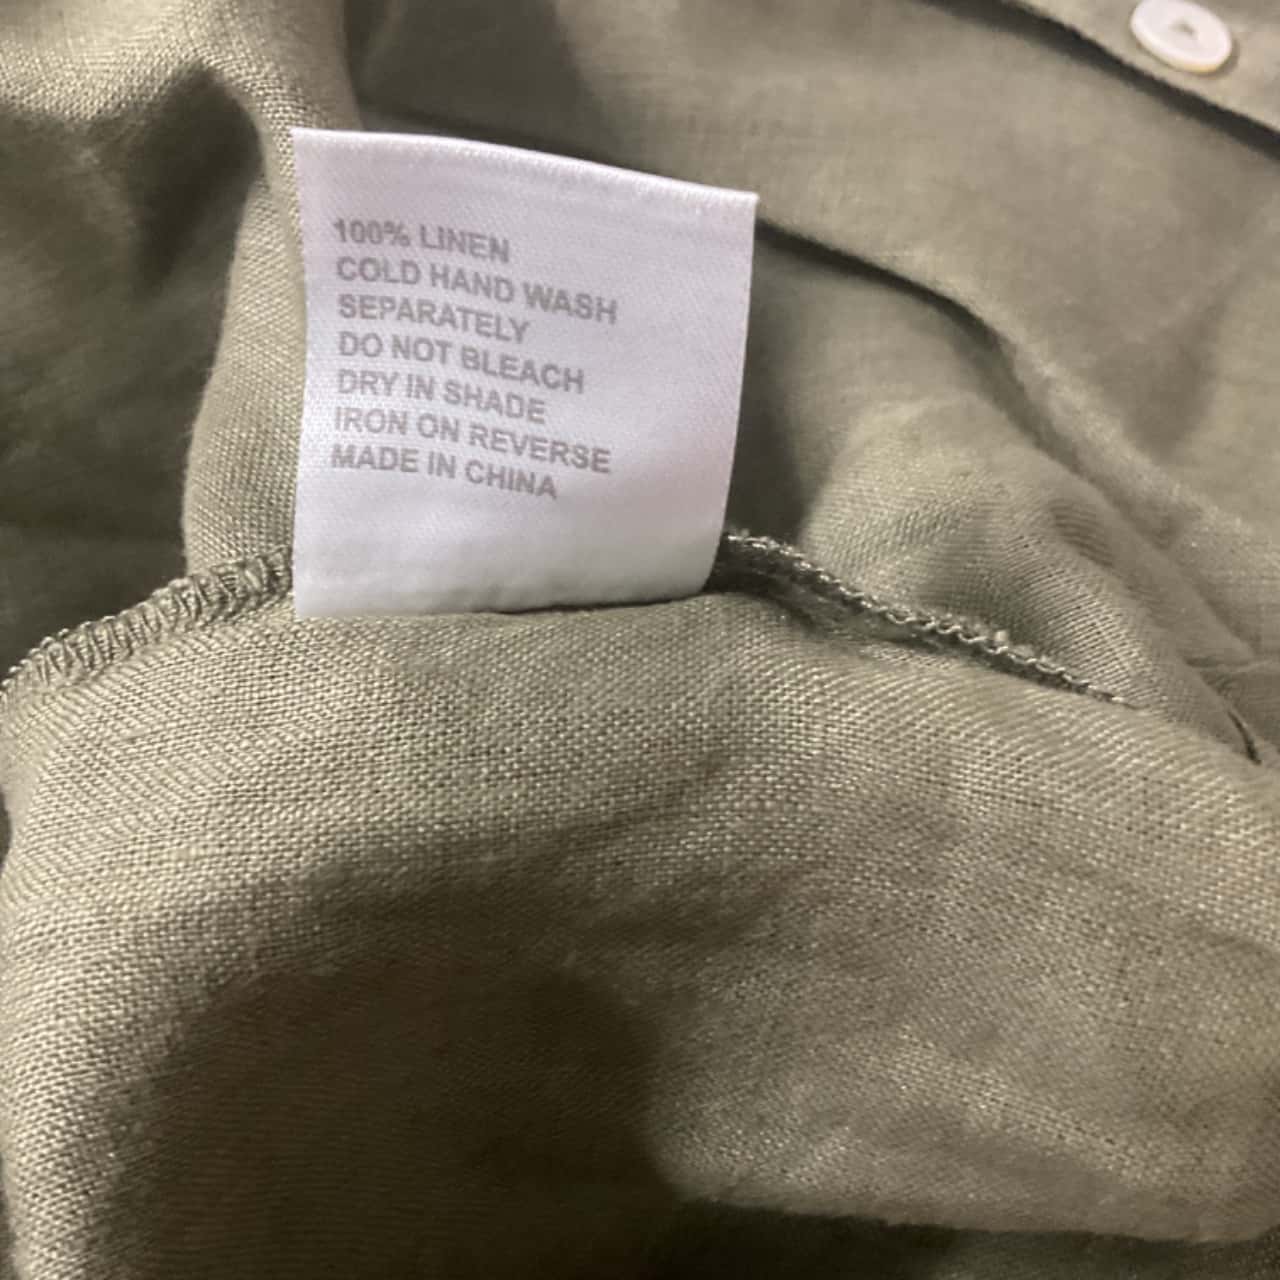 100% LINEN
COLD HAND WASH
SEPARATELY
DO NOT BLEACH
DRY IN SHADE
IRON ON REVERSE
MADE IN CHINA